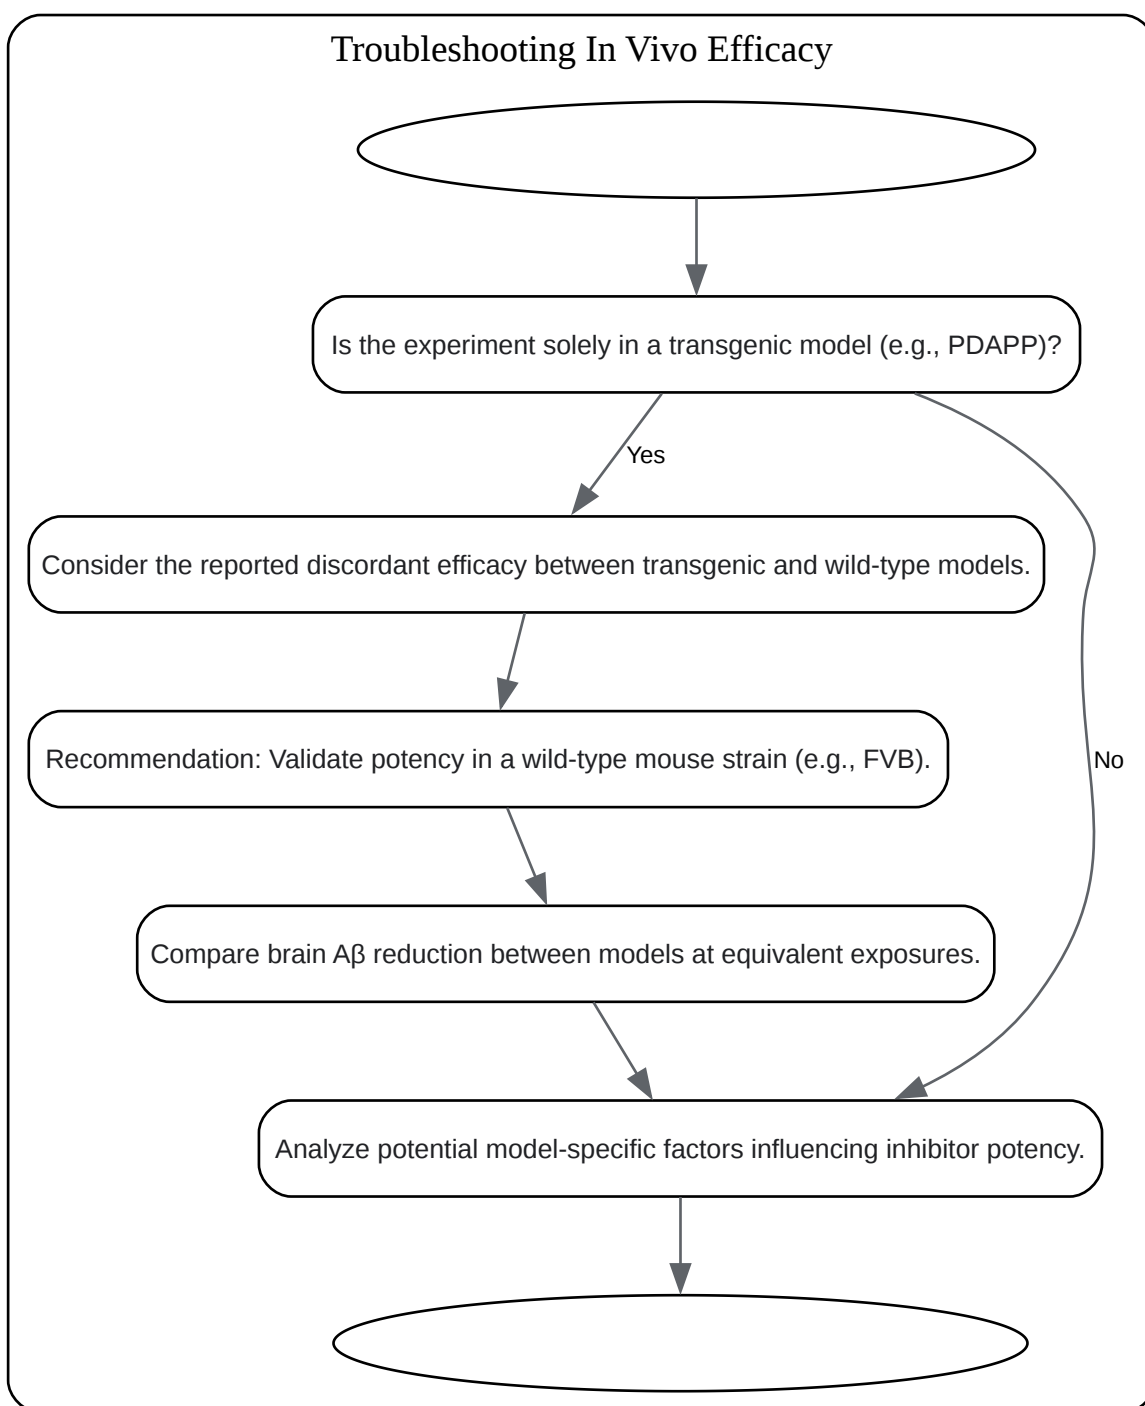 Troubleshooting In Vivo Efficacy
Is the experiment solely in a transgenic model (e.g., PDAPP)?
Yes
Consider the reported discordant efficacy between transgenic and wild-type models.
Recommendation: Validate potency in a wild-type mouse strain (e.g., FVB).
No
Compare brain Aβ reduction between models at equivalent exposures.
Analyze potential model-specific factors influencing inhibitor potency.